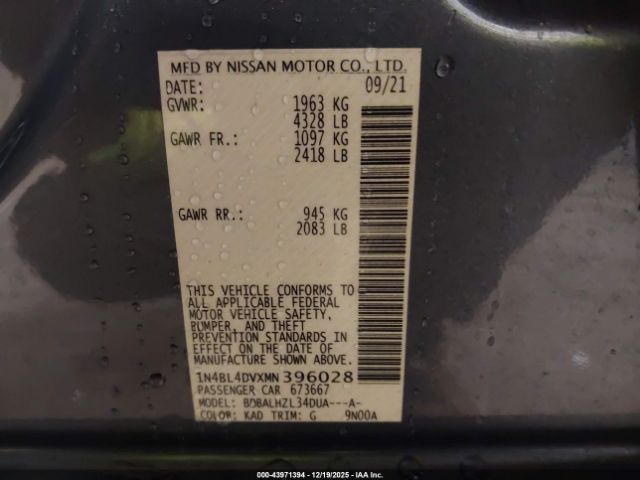 MFD BY NISSAN MOTOR CO., LTD.
DATE: 09/21
GVWR: 1963 KG
4328 LB
GAWR FR.: 1097 KG
2418 LB
GAWR RR.: 945 KG
2083 LB
THIS VEHICLE CONFORMS TO
ALL APPLICABLE FEDERAL
MOTOR VEHICLE SAFETY,
BUMPER, AND THEFT
PREVENTION STANDARDS IN
EFFECT ON THE DATE OF
MANUFACTURE SHOWN ABOVE.
1N4BL4DVXMN396028
PASSENGER CAR 673667
MODEL: BDBALHZL34DUA---A-
COLOR: KAD TRIM: G 9N00A
000-43971394 - 12/19/2025 - IAA Inc.